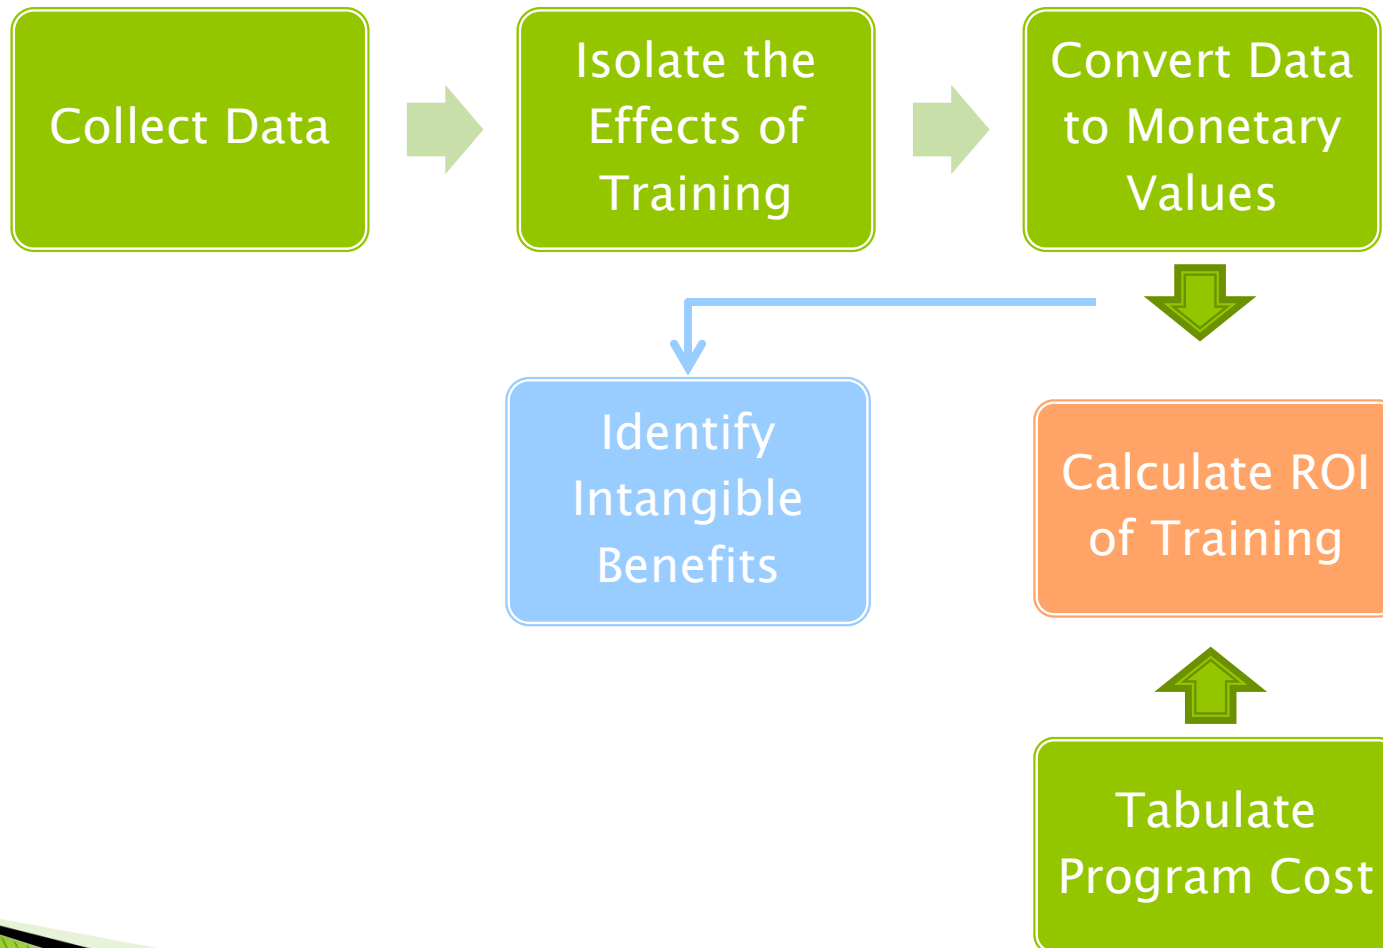 Collect Data
Isolate the
Effects of
Training
Convert Data
to Monetary
Values
Identify
Intangible
Benefits
Calculate ROI
of Training
Tabulate
Program Cost